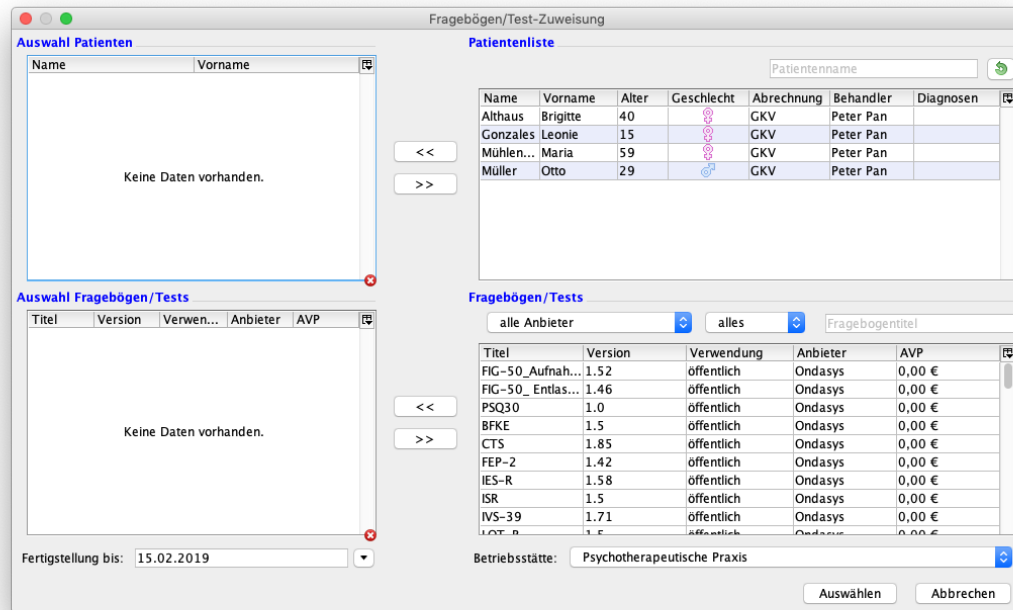 Fragebögen/Test-Zuweisung
Auswahl Patienten
Name Vorname
Keine Daten vorhanden.
<<
>>
Patientenliste
Patientenname
Name Vorname Alter Geschlecht Abrechnung Behandler Diagnosen
Althaus Brigitte 40 GKV Peter Pan
Gonzales Leonie 15 GKV Peter Pan
Mühlen... Maria 59 GKV Peter Pan
Müller Otto 29 GKV Peter Pan
Auswahl Fragebögen/Tests
Titel Version Verwen... Anbieter AVP
Keine Daten vorhanden.
<<
>>
Fragebögen/Tests
alle Anbieter alles Fragebogentitel
Titel Version Verwendung Anbieter AVP
FIG-50_Aufnah... 1.52 öffentlich Ondasys 0,00 €
FIG-50_ Entlas... 1.46 öffentlich Ondasys 0,00 €
PSQ30 1.0 öffentlich Ondasys 0,00 €
BFKE 1.5 öffentlich Ondasys 0,00 €
CTS 1.85 öffentlich Ondasys 0,00 €
FEP-2 1.42 öffentlich Ondasys 0,00 €
IES-R 1.58 öffentlich Ondasys 0,00 €
ISR 1.5 öffentlich Ondasys 0,00 €
IVS-39 1.71 öffentlich Ondasys 0,00 €
Fertigstellung bis: 15.02.2019
Betriebsstätte: Psychotherapeutische Praxis
Auswählen Abbrechen